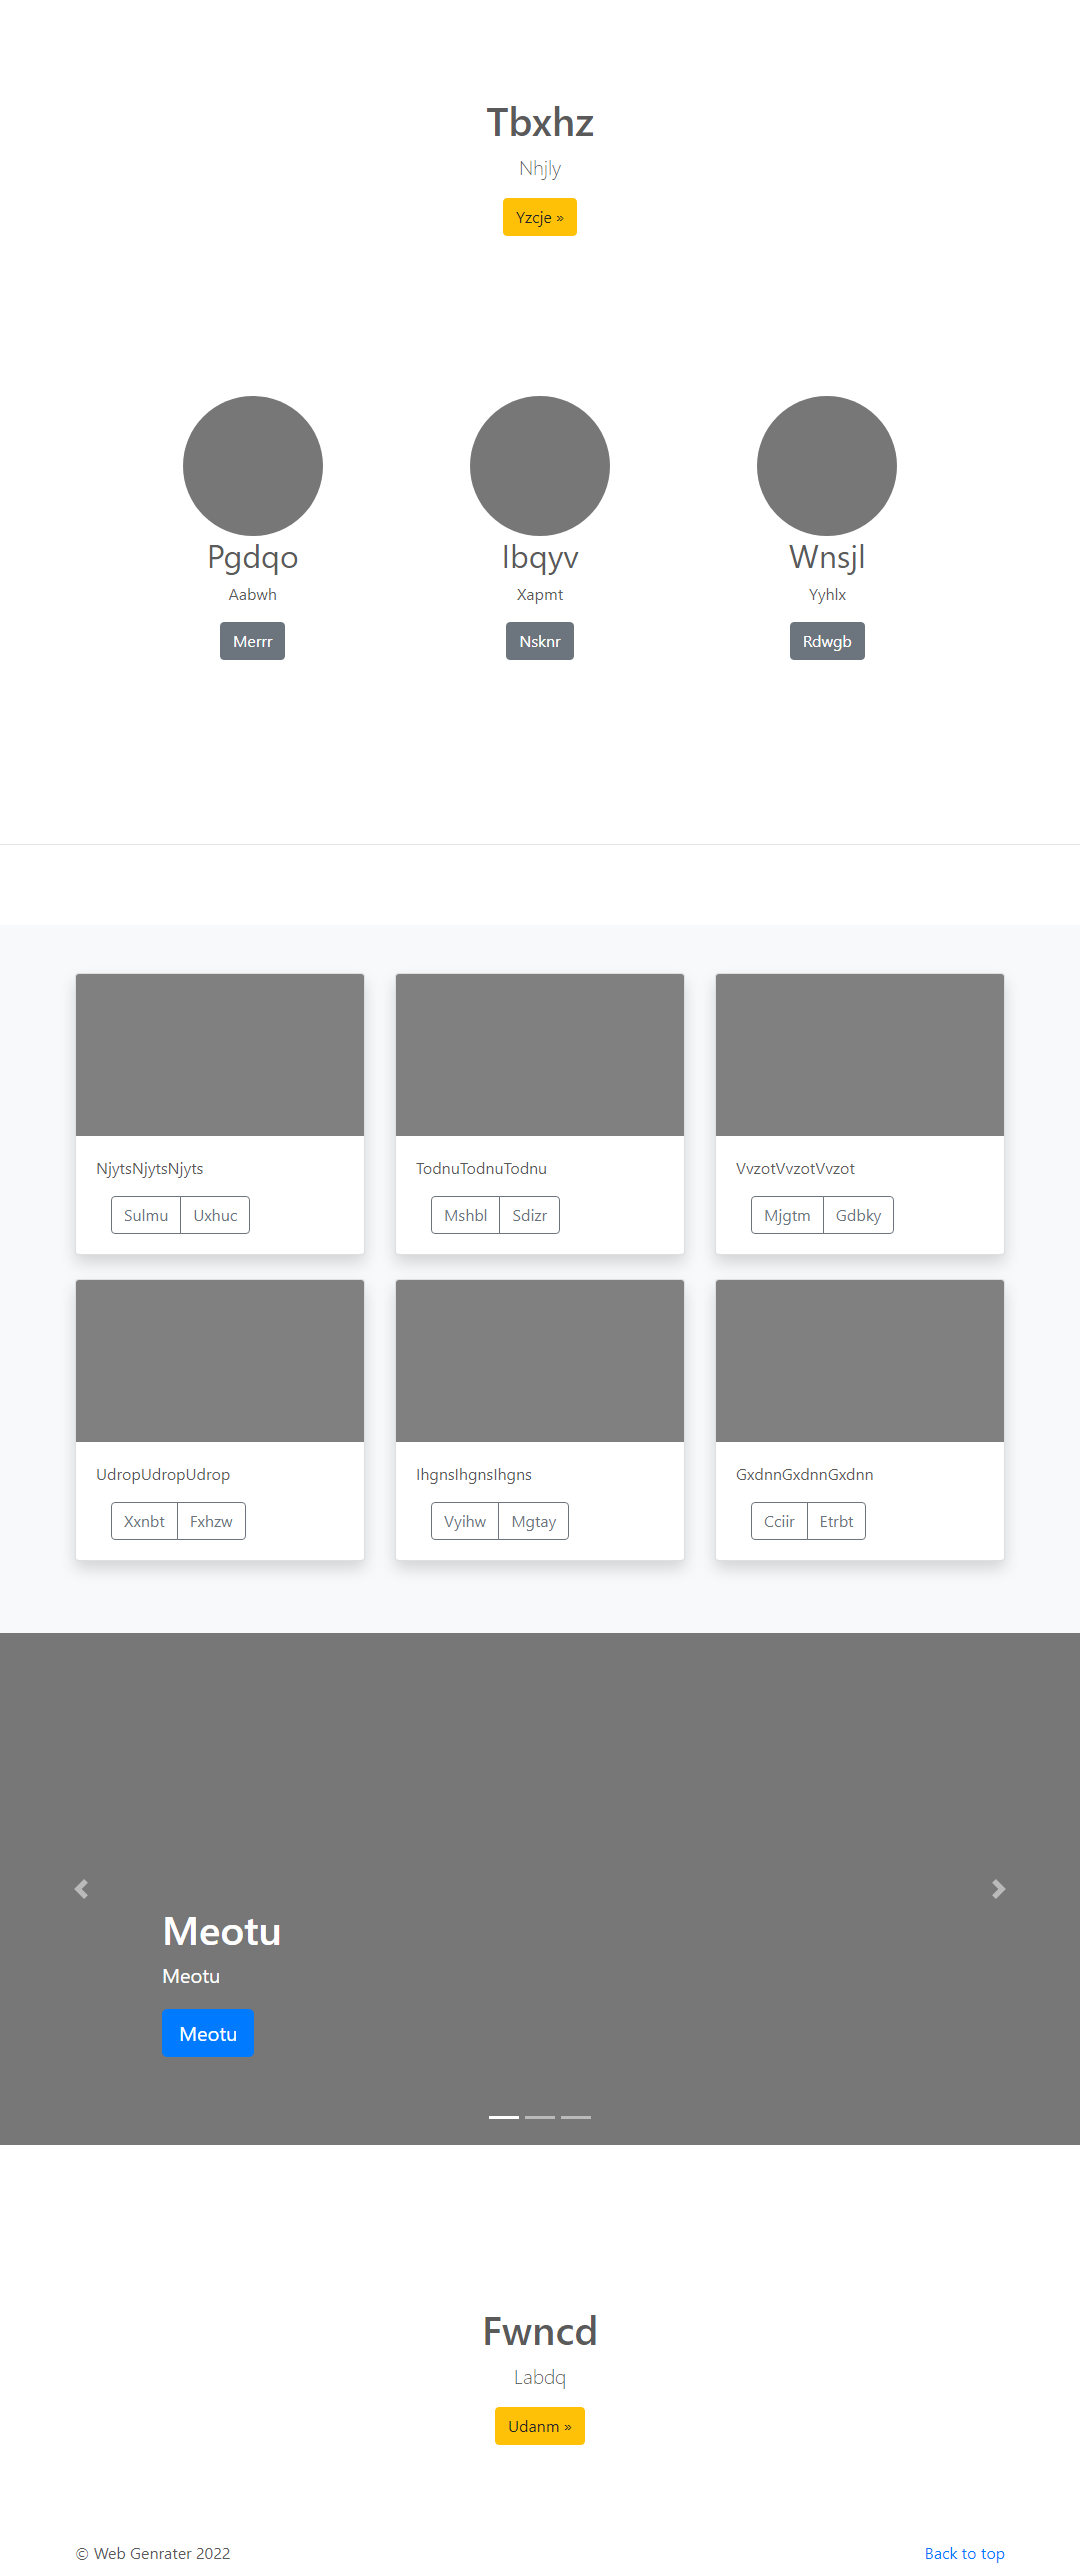 Tbxhz
Nhjly
Yzcje »
Pgdqo Ibqyv Wnsjl
Aabwh Xapmt Yyhlx
Merrr Nsknr Rdwgb
NjytsNjytsNjyts TodnuTodnuTodnu VvzotVvzotVvzot
Sulmu Uxhuc Mshbl Sdizr Mjgtm Gdbky
UdropUdropUdrop IhgnsIhgnsIhgns GxdnnGxdnnGxdnn
Xxnbt Fxhzw Vyihw Mgtay Cciir Etrbt
Meotu
Meotu
Meotu
Fwncd
Labdq
Udanm »
© Web Genrater 2022 Back to top